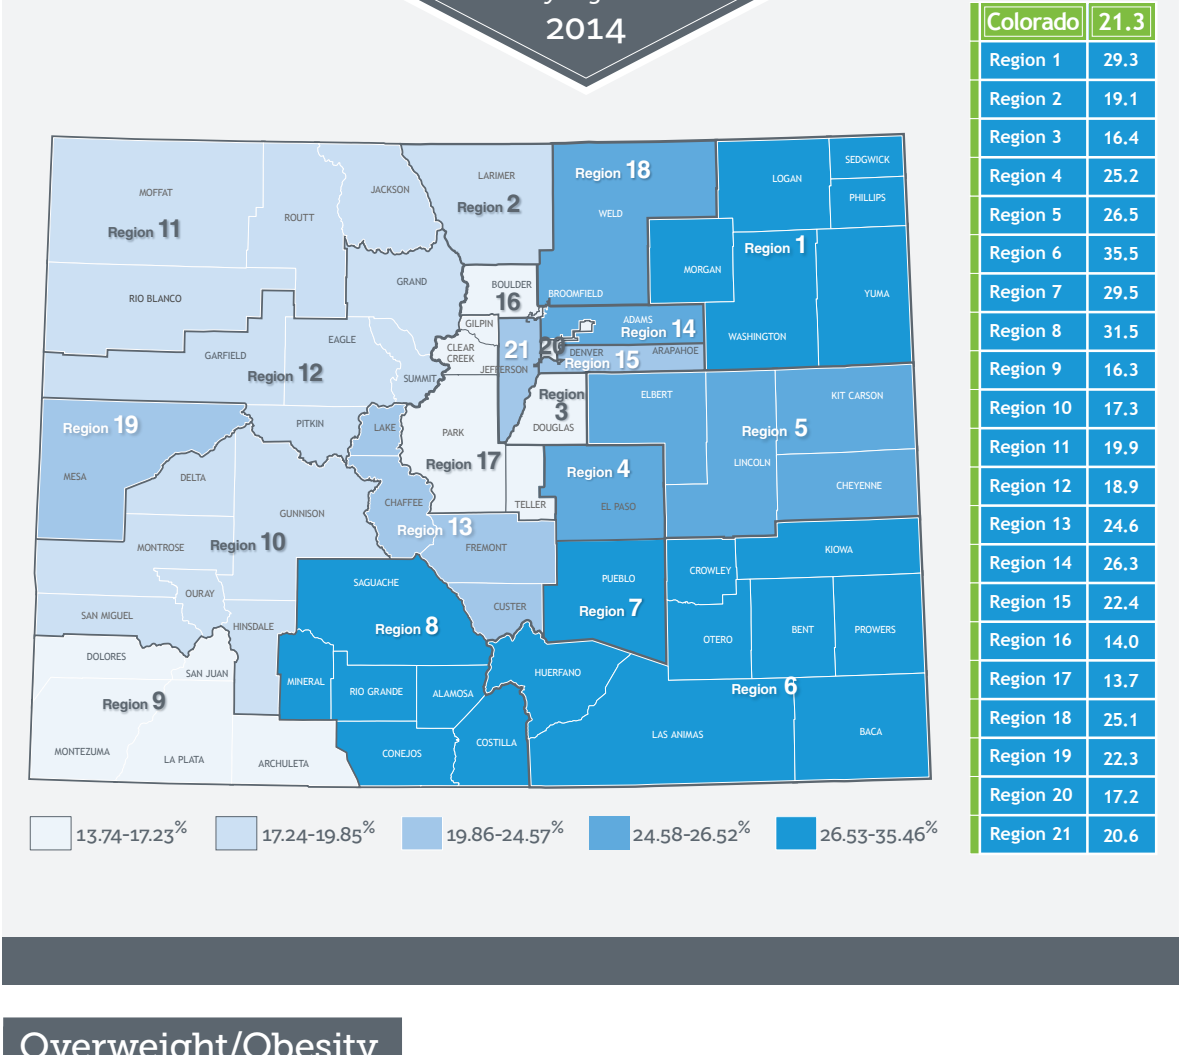 2014
Colorado 21.3
Region 1 29.3
Region 2 19.1
Region 3 16.4
Region 4 25.2
Region 5 26.5
Region 6 35.5
Region 7 29.5
Region 8 31.5
Region 9 16.3
Region 10 17.3
Region 11 19.9
Region 12 18.9
Region 13 24.6
Region 14 26.3
Region 15 22.4
Region 16 14.0
Region 17 13.7
Region 18 25.1
Region 19 22.3
Region 20 17.2
Region 21 20.6
MOFFAT
Region 11
ROUTT
JACKSON
LARIMER
Region 2
Region 18
WELD
LOGAN
SEDGWICK
PHILLIPS
Region 1
MORGAN
YUMA
WASHINGTON
RIO BLANCO
GRAND
BOULDER
16
BROOMFIELD
GILPIN
CLEAR
CREEK
21
JEFFERSON
ADAMS
Region 14
20
DENVER
ARAPAHOE
Region 15
GARFIELD
EAGLE
Region 12
SUMMIT
Region 19
MESA
PITKIN
LAKE
PARK
Region 17
TELLER
Region
3
DOUGLAS
ELBERT
KIT CARSON
Region 5
LINCOLN
CHEYENNE
Region 4
EL PASO
DELTA
GUNNISON
MONTROSE
Region 10
CHAFFEE
Region 13
FREMONT
CUSTER
OURAY
SAN MIGUEL
HINSDALE
SAGUACHE
Region 8
PUEBLO
Region 7
CROWLEY
KIOWA
OTERO
BENT
PROWERS
DOLORES
SAN JUAN
Region 9
MONTEZUMA
LA PLATA
ARCHULETA
MINERAL
RIO GRANDE
ALAMOSA
CONEJOS
COSTILLA
HUERFANO
Region 6
LAS ANIMAS
BACA
13.74-17.23%
17.24-19.85%
19.86-24.57%
24.58-26.52%
26.53-35.46%
Overweight/Obesity